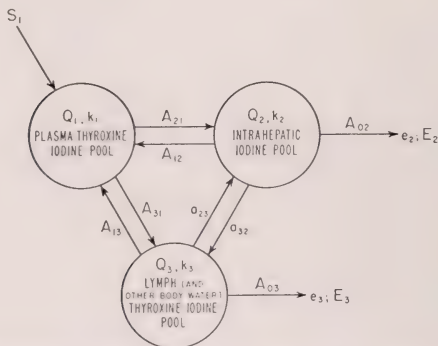 S₁
Q₁, k₁
PLASMA THYROXINE
IODINE POOL
A₂₁
A₁₂
Q₂, k₂
INTRAHEPATIC
IODINE POOL
A₀₂
e₂; E₂
A₁₃
A₃₁
a₂₃
a₃₂
Q₃, k₃
LYMPH (AND
OTHER BODY WATER)
THYROXINE IODINE
POOL
A₀₃
e₃; E₃